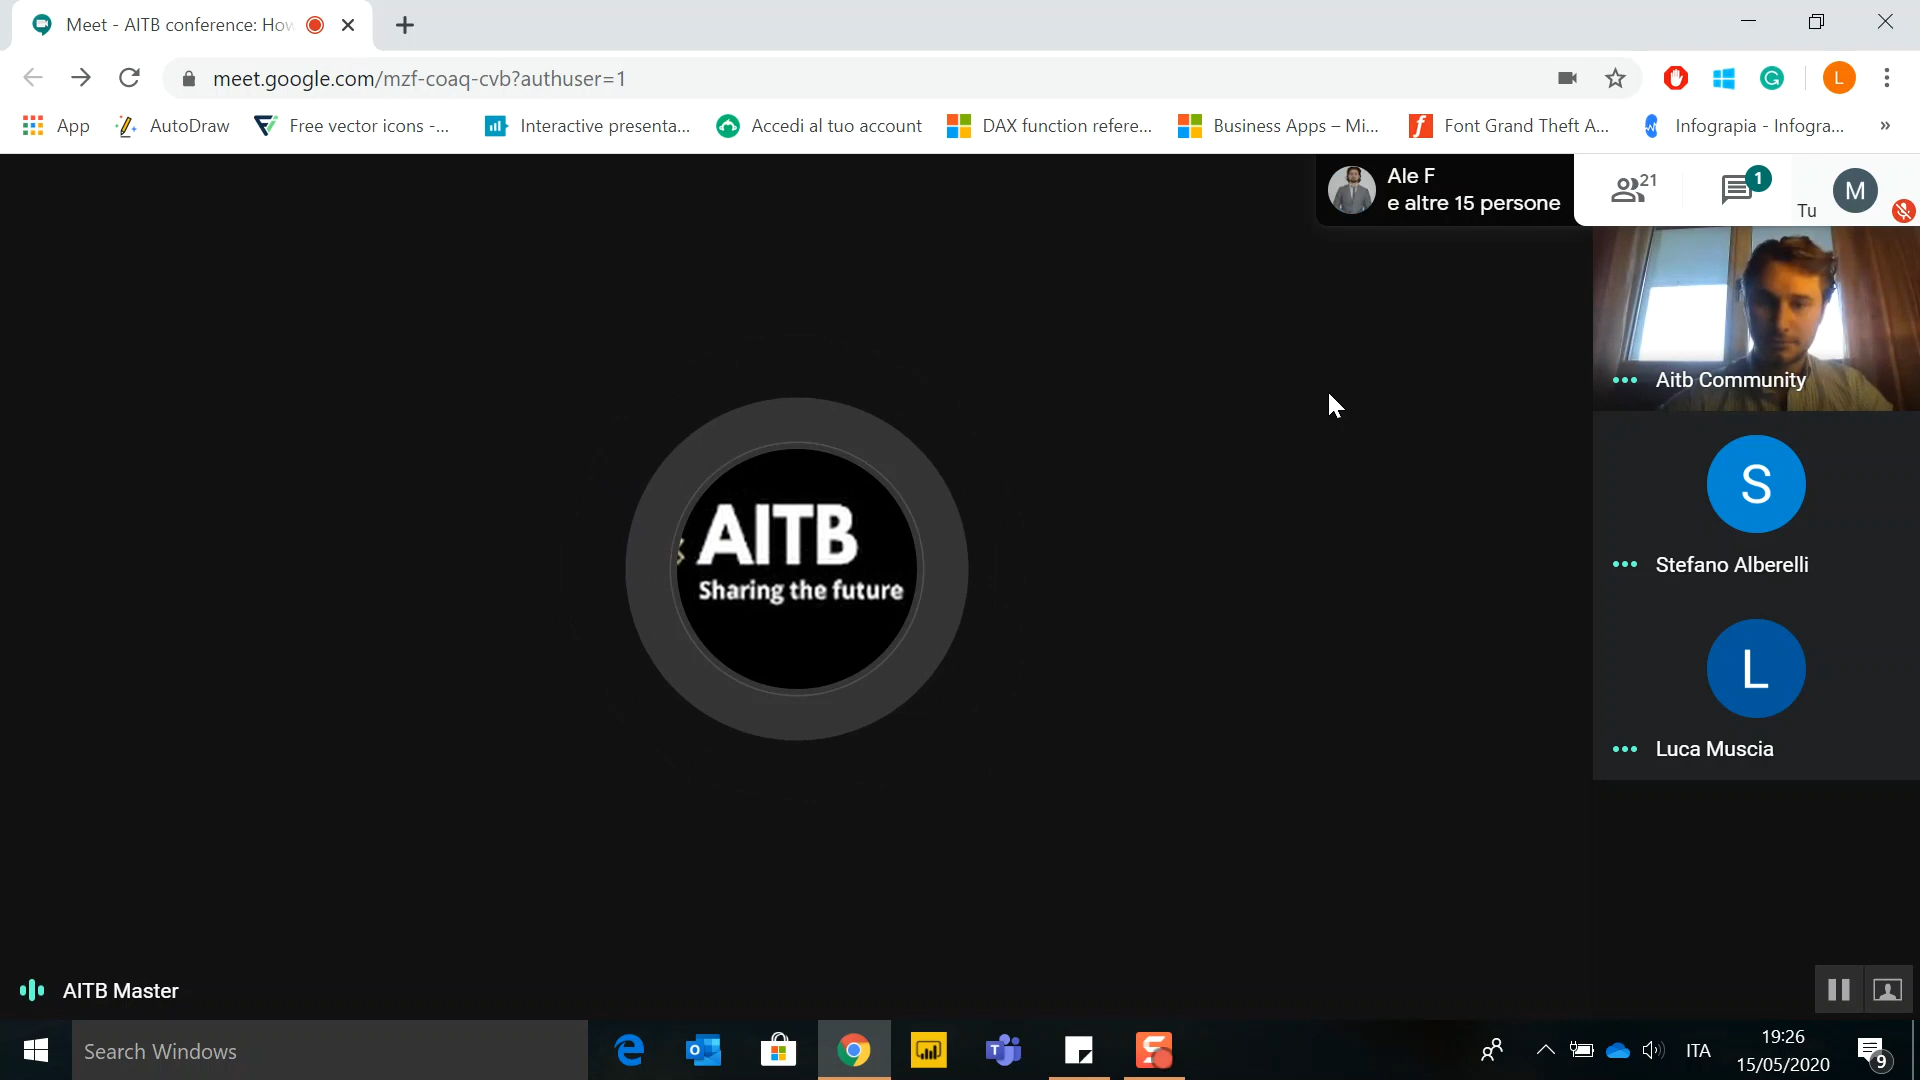 Meet - AITB conference: How
meet.google.com/mzf-coaq-cvb?authuser=1
L
App
AutoDraw
Free vector icons -...
Interactive presenta...
Accedi al tuo account
DAX function refere...
Business Apps – Mi...
Font Grand Theft A...
Infograpia - Infogra...
»
Ale F
e altre 15 persone
21
1
Tu
M
Aitb Community
S
Stefano Alberelli
L
Luca Muscia
AITB
Sharing the future
AITB Master
Search Windows
ITA
19:26
15/05/2020
9